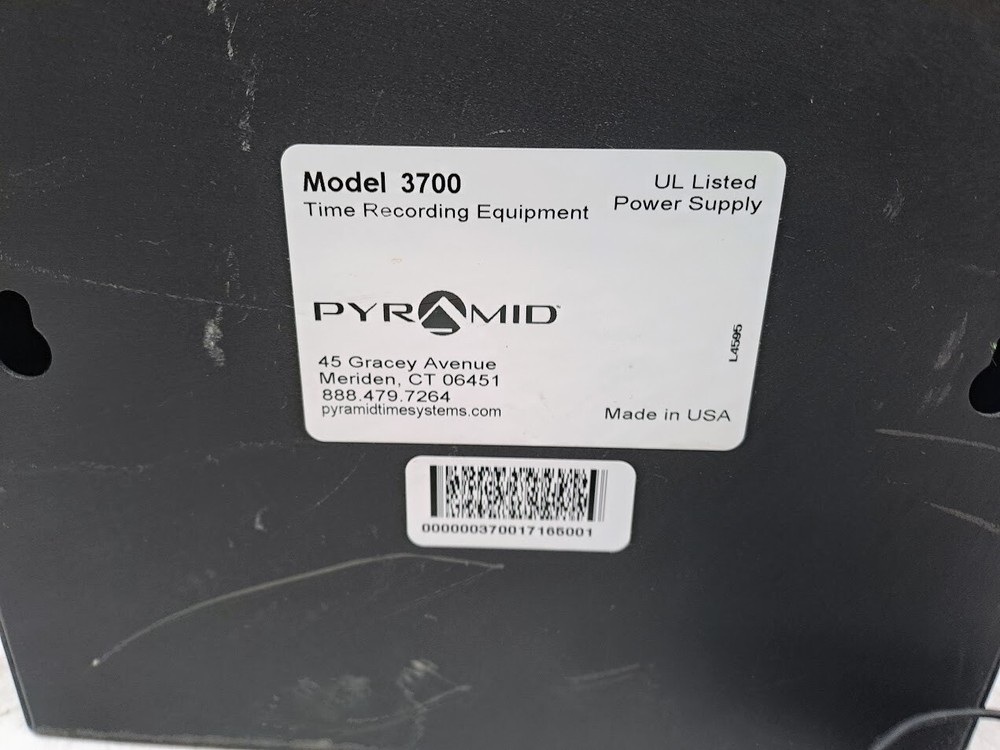 Model 3700
Time Recording Equipment
UL Listed
Power Supply
PYRAMID™
45 Gracey Avenue
Meriden, CT 06451
888.479.7264
pyramidtimesystems.com
L4595
Made in USA
000000370017165001